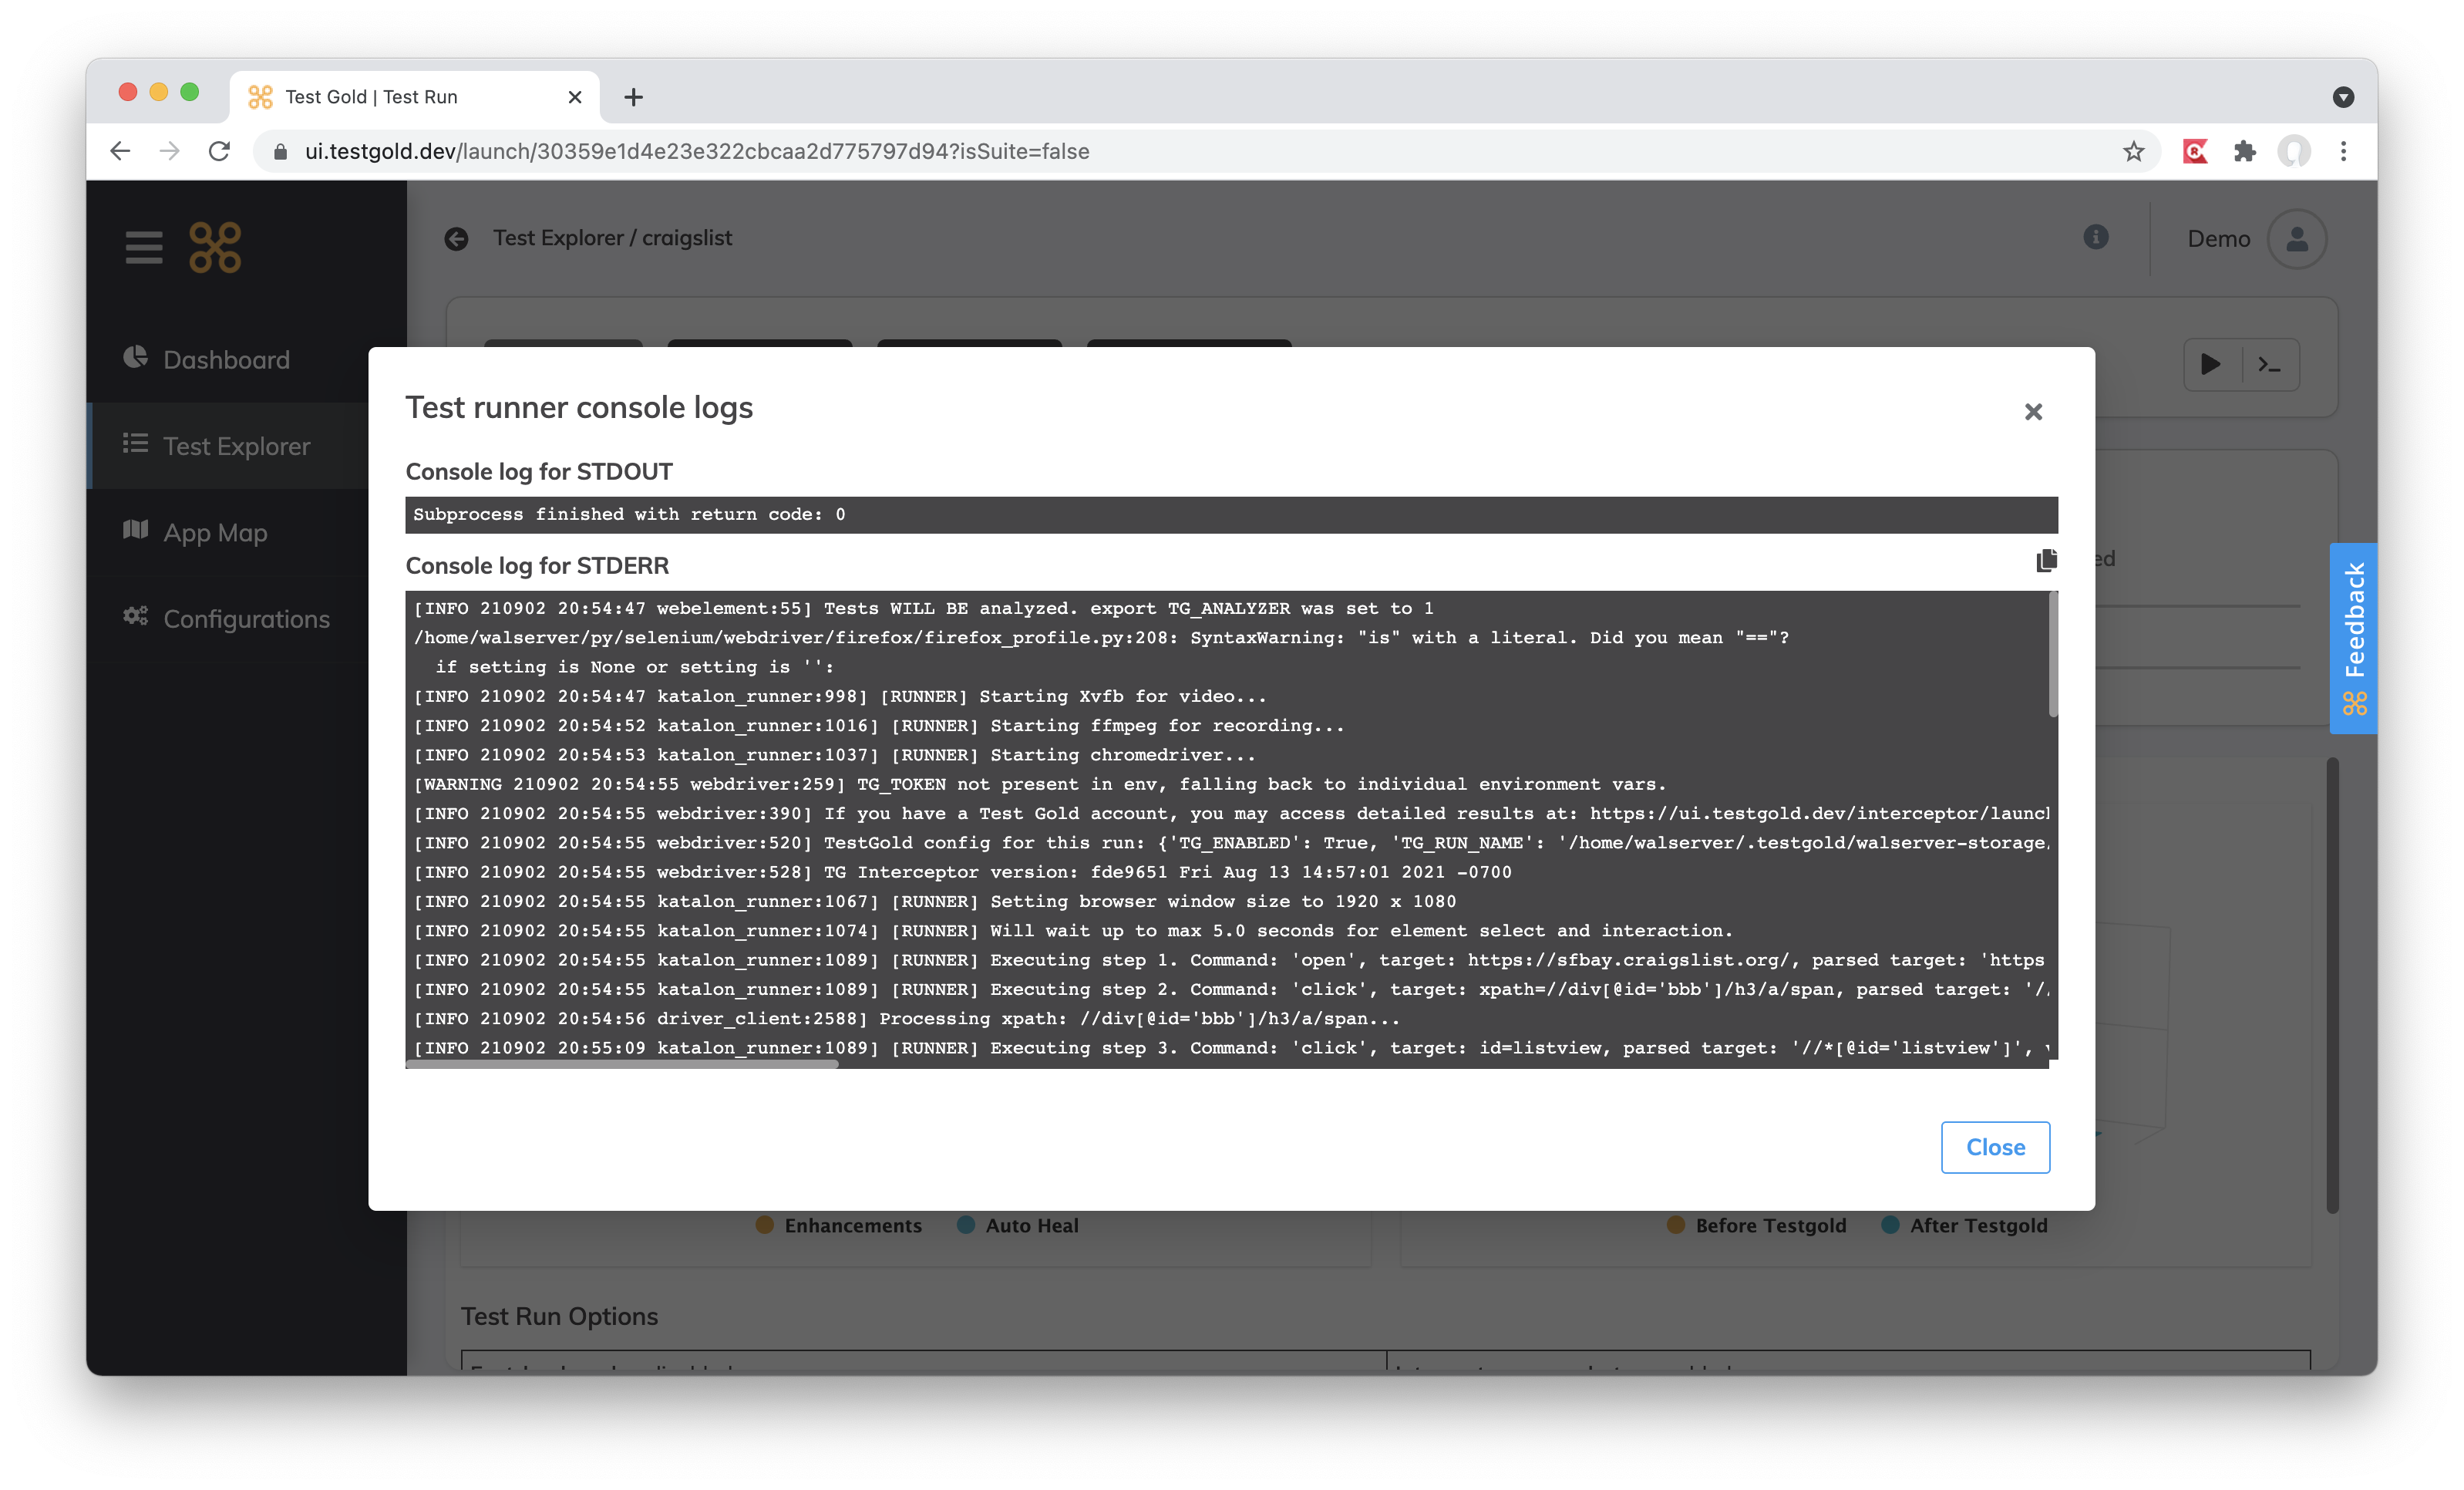 Test Gold | Test Run
ui.testgold.dev/launch/30359e1d4e23e322cbcaa2d775797d94?isSuite=false
Test Explorer / craigslist
Demo
Dashboard
Test Explorer
App Map
Configurations
Test runner console logs
Console log for STDOUT
Subprocess finished with return code: 0
Console log for STDERR
[INFO 210902 20:54:47 webelement:55] Tests WILL BE analyzed. export TG_ANALYZER was set to 1
/home/walserver/py/selenium/webdriver/firefox/firefox_profile.py:208: SyntaxWarning: "is" with a literal. Did you mean "=="?
if setting is None or setting is '':
[INFO 210902 20:54:47 katalon_runner:998] [RUNNER] Starting Xvfb for video...
[INFO 210902 20:54:52 katalon_runner:1016] [RUNNER] Starting ffmpeg for recording...
[INFO 210902 20:54:53 katalon_runner:1037] [RUNNER] Starting chromedriver...
[WARNING 210902 20:54:55 webdriver:259] TG_TOKEN not present in env, falling back to individual environment vars.
[INFO 210902 20:54:55 webdriver:390] If you have a Test Gold account, you may access detailed results at: https://ui.testgold.dev/interceptor/launc
[INFO 210902 20:54:55 webdriver:520] TestGold config for this run: {'TG_ENABLED': True, 'TG_RUN_NAME': '/home/walserver/.testgold/walserver-storage/
[INFO 210902 20:54:55 webdriver:528] TG Interceptor version: fde9651 Fri Aug 13 14:57:01 2021 -0700
[INFO 210902 20:54:55 katalon_runner:1067] [RUNNER] Setting browser window size to 1920 x 1080
[INFO 210902 20:54:55 katalon_runner:1074] [RUNNER] Will wait up to max 5.0 seconds for element select and interaction.
[INFO 210902 20:54:55 katalon_runner:1089] [RUNNER] Executing step 1. Command: 'open', target: https://sfbay.craigslist.org/, parsed target: 'https
[INFO 210902 20:54:55 katalon_runner:1089] [RUNNER] Executing step 2. Command: 'click', target: xpath=//div[@id='bbb']/h3/a/span, parsed target: '//
[INFO 210902 20:54:56 driver_client:2588] Processing xpath: //div[@id='bbb']/h3/a/span...
[INFO 210902 20:55:09 katalon_runner:1089] [RUNNER] Executing step 3. Command: 'click', target: id=listview, parsed target: '//*[@id='listview']',
Close
ed
Feedback
Enhancements
Auto Heal
Before Testgold
After Testgold
Test Run Options